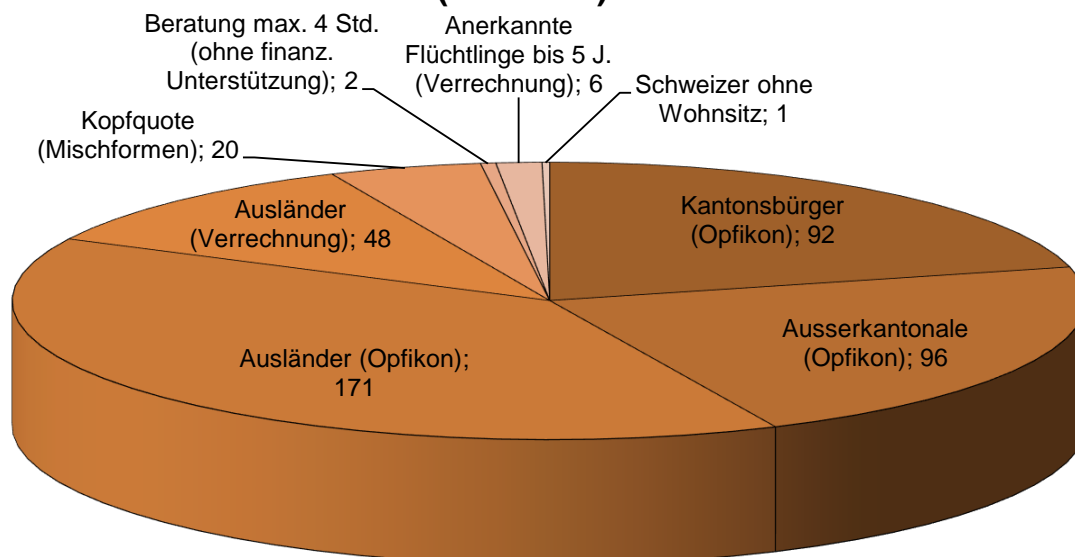 Beratung max. 4 Std.
(ohne finanz.
Unterstützung); 2
Anerkannte
Flüchtlinge bis 5 J.
(Verrechnung); 6
Schweizer ohne
Wohnsitz; 1
Kopfquote
(Mischformen); 20
Ausländer
(Verrechnung); 48
Kantonsbürger
(Opfikon); 92
Ausserkantonale
(Opfikon); 96
Ausländer (Opfikon);
171